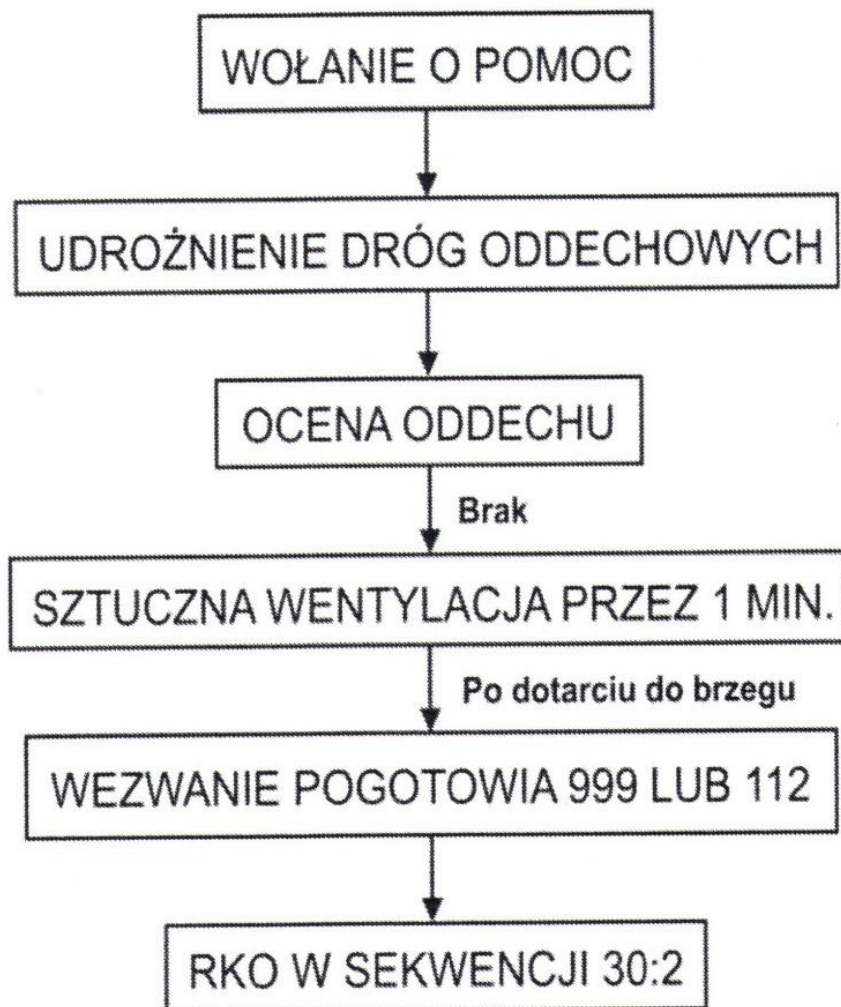 WOŁANIE O POMOC
UDROŻNIENIE DRÓG ODDECHOWYCH
OCENA ODDECHU
Brak
SZTUCZNA WENTYLACJA PRZEZ 1 MIN.
Po dotarciu do brzegu
WEZWANIE POGOTOWIA 999 LUB 112
RKO W SEKWENCJI 30:2